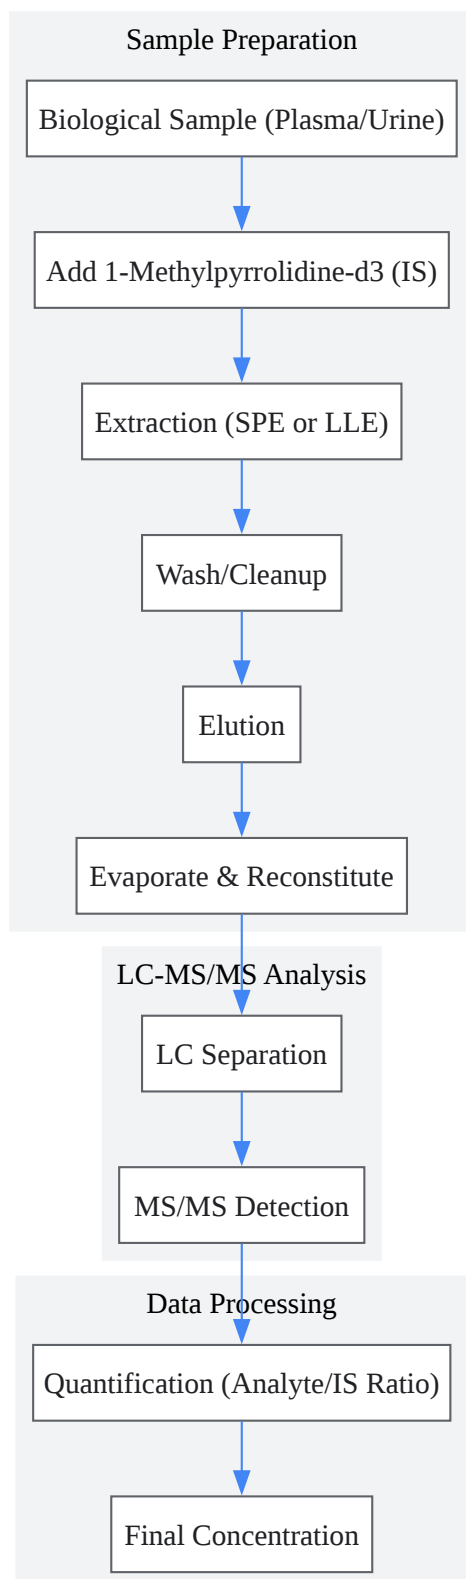 Sample Preparation
Biological Sample (Plasma/Urine)
Add 1-Methylpyrrolidine-d3 (IS)
Extraction (SPE or LLE)
Wash/Cleanup
Elution
Evaporate & Reconstitute
LC-MS/MS Analysis
LC Separation
MS/MS Detection
Data Processing
Quantification (Analyte/IS Ratio)
Final Concentration